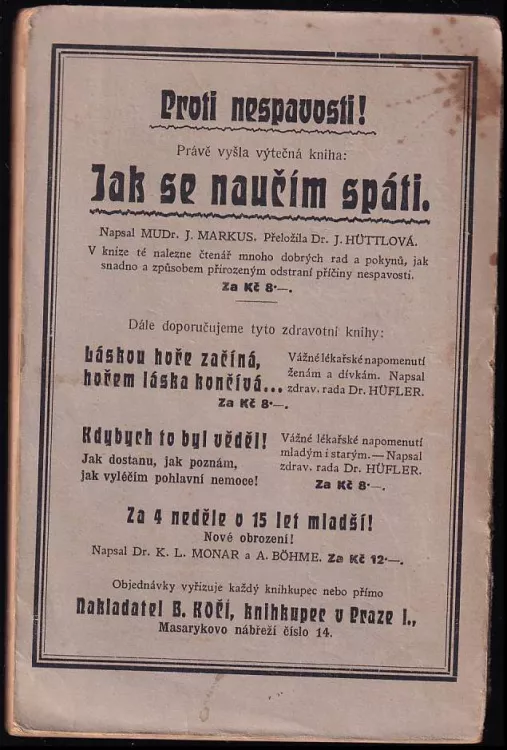 Proti nespavosti!
Právě vyšla výtečná kniha:
Jak se naučím spáti.
Napsal MUDr. J. MARKUS. Přeložila Dr. J. HÜTTLOVÁ.
V knize té nalezne čtenář mnoho dobrých rad a pokynů, jak
snadno a způsobem přirozeným odstraní příčiny nespavosti.
Za Kč 8·—.
Dále doporučujeme tyto zdravotní knihy:
Láskou hoře začíná,
hořem láska končívá...
Vážné lékařské napomenutí
ženám a dívkám. Napsal
zdrav. rada Dr. HÜFLER.
Za Kč 8·—.
Kdybych to byl věděl!
Jak dostanu, jak poznám,
jak vyléčím pohlavní nemoce!
Vážné lékařské napomenutí
mladým i starým. — Napsal
zdrav. rada Dr. HÜFLER.
Za Kč 8·—.
Za 4 neděle o 15 let mladší!
Nové obrození!
Napsal Dr. K. L. MONAR a A. BÖHME. Za Kč 12·—.
Objednávky vyřizuje každý knihkupec nebo přímo
Nakladatel B. KOČÍ, knihkupec v Praze I.,
Masarykovo nábřeží číslo 14.